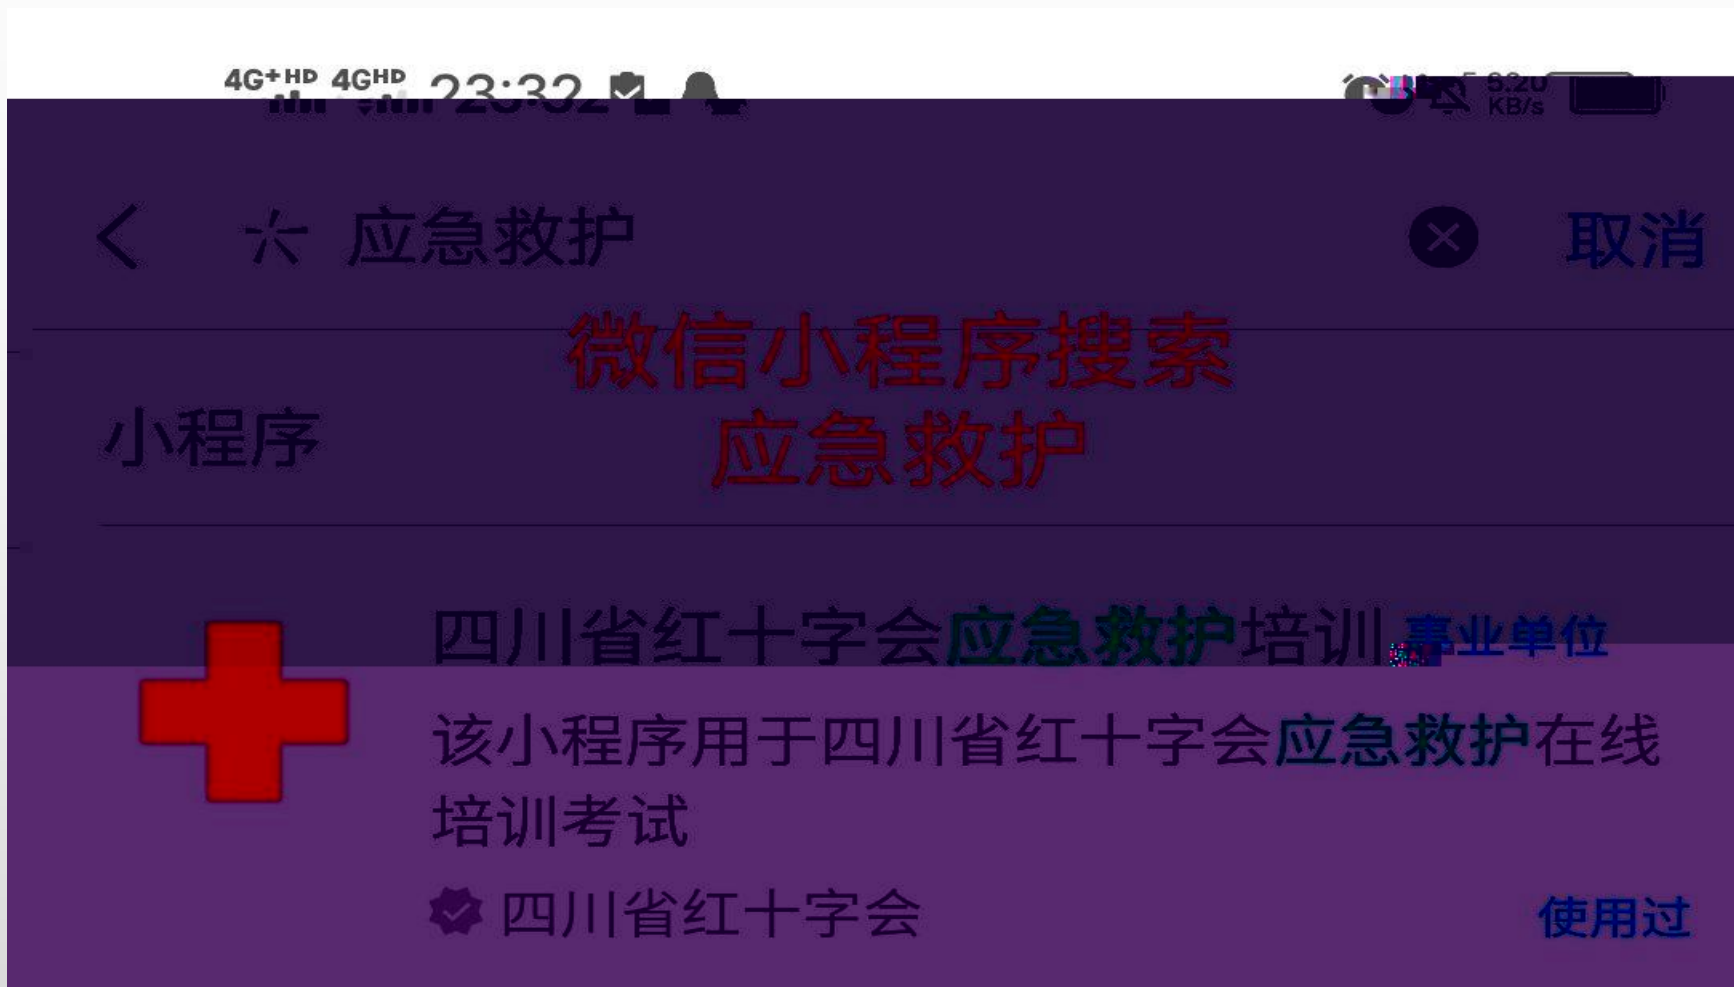 4G+HD 4GHD 23:32 5.20 KB/s
应急救护 取消
微信小程序搜索
应急救护
小程序
四川省红十字会应急救护培训 事业单位
该小程序用于四川省红十字会应急救护在线
培训考试
四川省红十字会 使用过